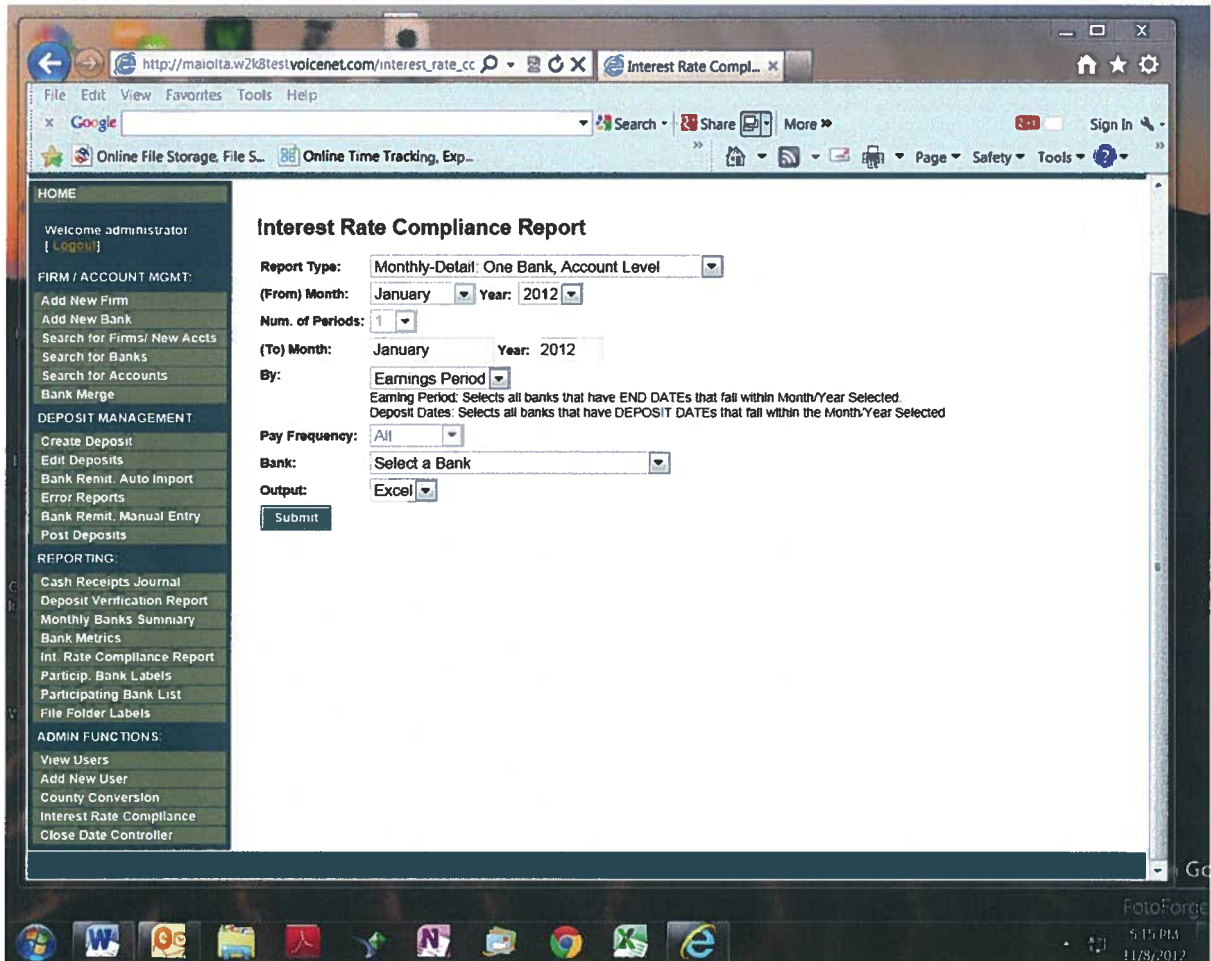 http://maiolta.w2k8test.voicenet.com/interest_rate_cc
Interest Rate Compl...
File Edit View Favorites Tools Help
x Google Search Share More »
Sign In
Online File Storage, File S...
Online Time Tracking, Exp...
Page Safety Tools
HOME
Welcome administrator
[ Logout]
FIRM / ACCOUNT MGMT:
Add New Firm
Add New Bank
Search for Firms/ New Accts
Search for Banks
Search for Accounts
Bank Merge
DEPOSIT MANAGEMENT:
Create Deposit
Edit Deposits
Bank Remit. Auto Import
Error Reports
Bank Remit. Manual Entry
Post Deposits
REPORTING:
Cash Receipts Journal
Deposit Verification Report
Monthly Banks Summary
Bank Metrics
Int. Rate Compliance Report
Particip. Bank Labels
Participating Bank List
File Folder Labels
ADMIN FUNCTIONS:
View Users
Add New User
County Conversion
Interest Rate Compliance
Close Date Controller
Interest Rate Compliance Report
Report Type: Monthly-Detail: One Bank, Account Level
(From) Month: January Year: 2012
Num. of Periods: 1
(To) Month: January Year: 2012
By: Earnings Period
Earning Period: Selects all banks that have END DATEs that fall within Month/Year Selected.
Deposit Dates: Selects all banks that have DEPOSIT DATEs that fall within the Month/Year Selected
Pay Frequency: All
Bank: Select a Bank
Output: Excel
Submit
Go
FotoForge
5:15 PM
11/8/2012